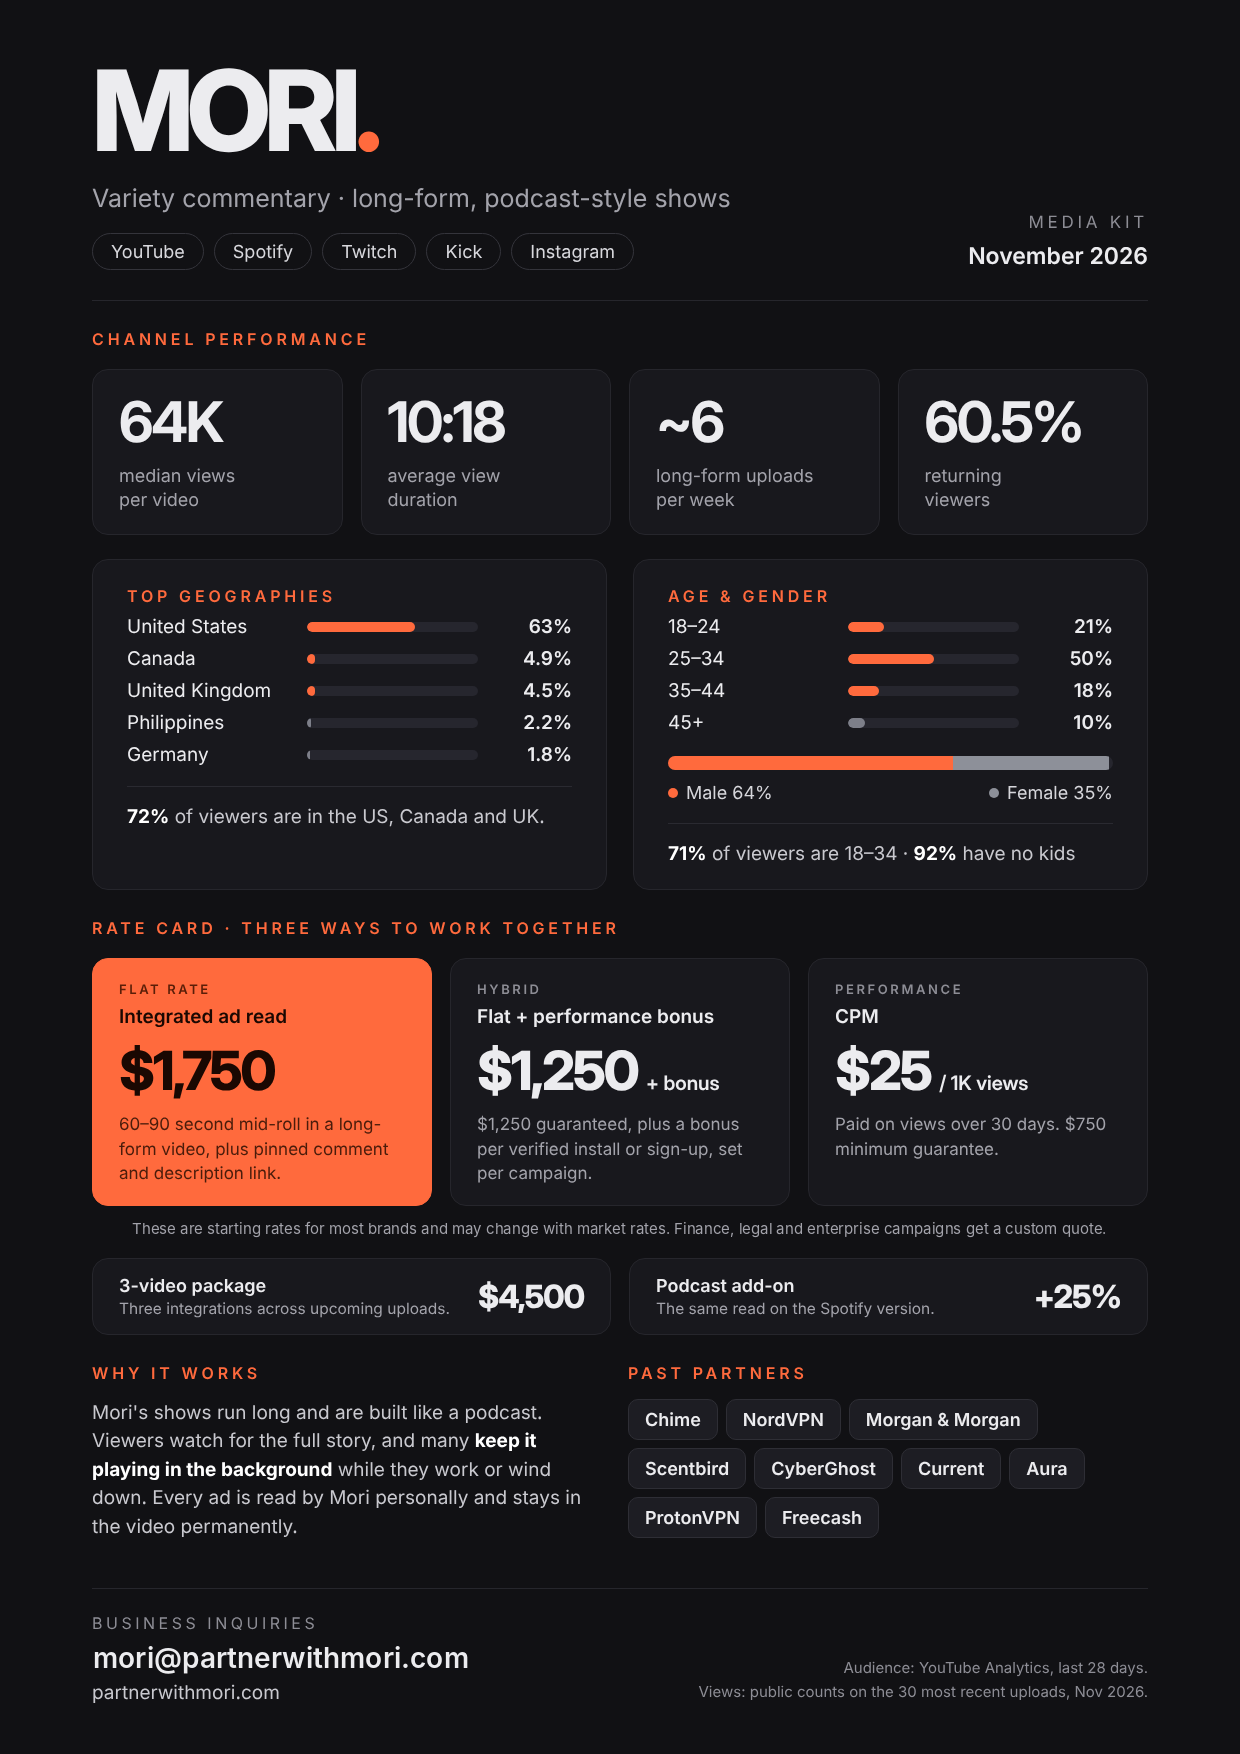 MORI.
Variety commentary · long-form, podcast-style shows
YouTube
Spotify
Twitch
Kick
Instagram
MEDIA KIT
November 2026
CHANNEL PERFORMANCE
64K
median views
per video
10:18
average view
duration
~6
long-form uploads
per week
60.5%
returning
viewers
TOP GEOGRAPHIES
United States 63%
Canada 4.9%
United Kingdom 4.5%
Philippines 2.2%
Germany 1.8%
72% of viewers are in the US, Canada and UK.
AGE & GENDER
18–24 21%
25–34 50%
35–44 18%
45+ 10%
Male 64% Female 35%
71% of viewers are 18–34 · 92% have no kids
RATE CARD · THREE WAYS TO WORK TOGETHER
FLAT RATE
Integrated ad read
$1,750
60–90 second mid-roll in a long-
form video, plus pinned comment
and description link.
HYBRID
Flat + performance bonus
$1,250 + bonus
$1,250 guaranteed, plus a bonus
per verified install or sign-up, set
per campaign.
PERFORMANCE
CPM
$25 / 1K views
Paid on views over 30 days. $750
minimum guarantee.
These are starting rates for most brands and may change with market rates. Finance, legal and enterprise campaigns get a custom quote.
3-video package
Three integrations across upcoming uploads.
$4,500
Podcast add-on
The same read on the Spotify version.
+25%
WHY IT WORKS
Mori's shows run long and are built like a podcast.
Viewers watch for the full story, and many keep it
playing in the background while they work or wind
down. Every ad is read by Mori personally and stays in
the video permanently.
PAST PARTNERS
Chime
NordVPN
Morgan & Morgan
Scentbird
CyberGhost
Current
Aura
ProtonVPN
Freecash
BUSINESS INQUIRIES
mori@partnerwithmori.com
partnerwithmori.com
Audience: YouTube Analytics, last 28 days.
Views: public counts on the 30 most recent uploads, Nov 2026.